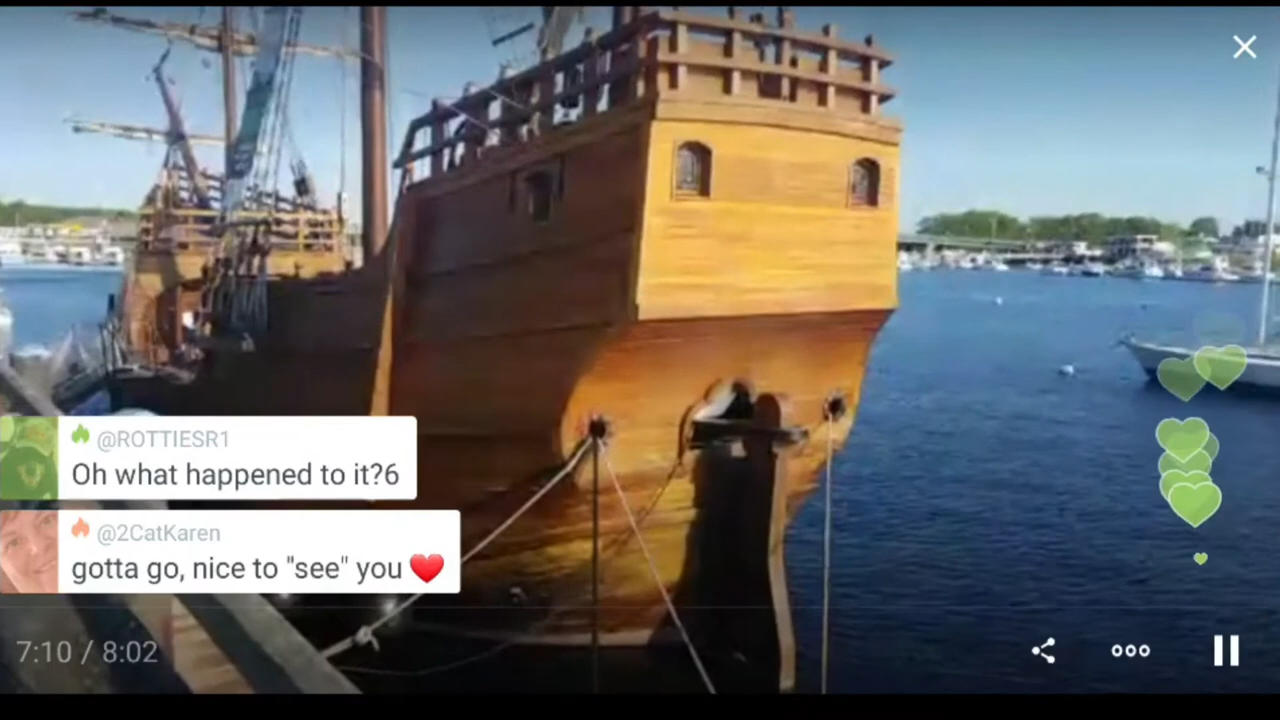 @ROTTIESR1
Oh what happened to it?6
@2CatKaren
gotta go, nice to "see" you ❤️
7:10 / 8:02